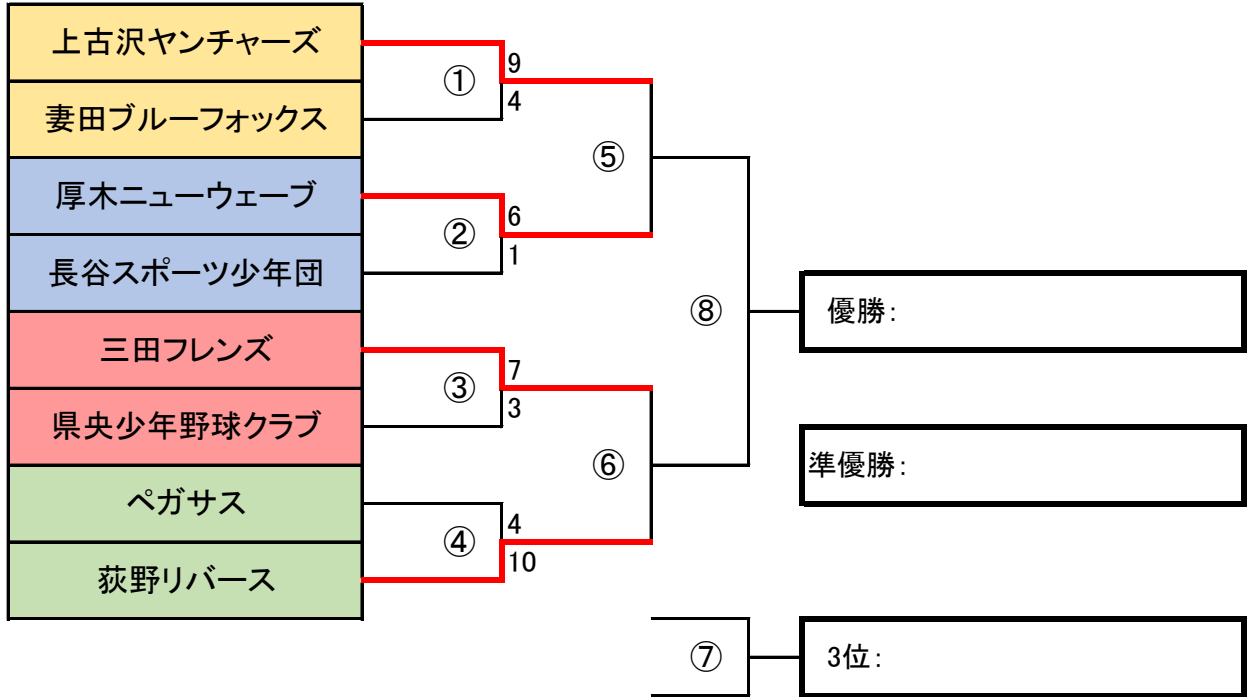 上古沢ヤンチャーズ
① 9
4
妻田ブルーフォックス
⑤
厚木ニューウェーブ
② 6
1
長谷スポーツ少年団
⑧
優勝:
三田フレンズ
③ 7
3
県央少年野球クラブ
⑥
準優勝:
ペガサス
④ 4
10
荻野リバース
⑦
3位: